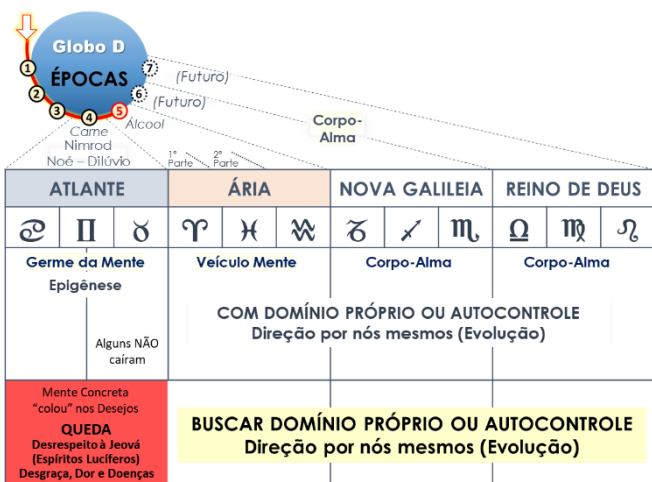 Globo D
ÉPOCAS
1
2
3
4
5
6
7
(Futuro)
(Futuro)
Álcool
Carne
Nimrod
Noé – Dilúvio
1ª Parte
2ª Parte
Corpo-
Alma
ATLANTE
ÁRIA
NOVA GALILEIA
REINO DE DEUS
♋ ♊ ♉ ♈ ♓ ♒ ♑ ♐ ♏ ♎ ♍ ♌
Germe da Mente
Veículo Mente
Corpo-Alma
Corpo-Alma
Epigênese
Alguns NÃO
caíram
COM DOMÍNIO PRÓPRIO OU AUTOCONTROLE
Direção por nós mesmos (Evolução)
Mente Concreta
“colou” nos Desejos
QUEDA
Desrespeito à Jeová
(Espíritos Lucíferos)
Desgraça, Dor e Doenças
BUSCAR DOMÍNIO PRÓPRIO OU AUTOCONTROLE
Direção por nós mesmos (Evolução)